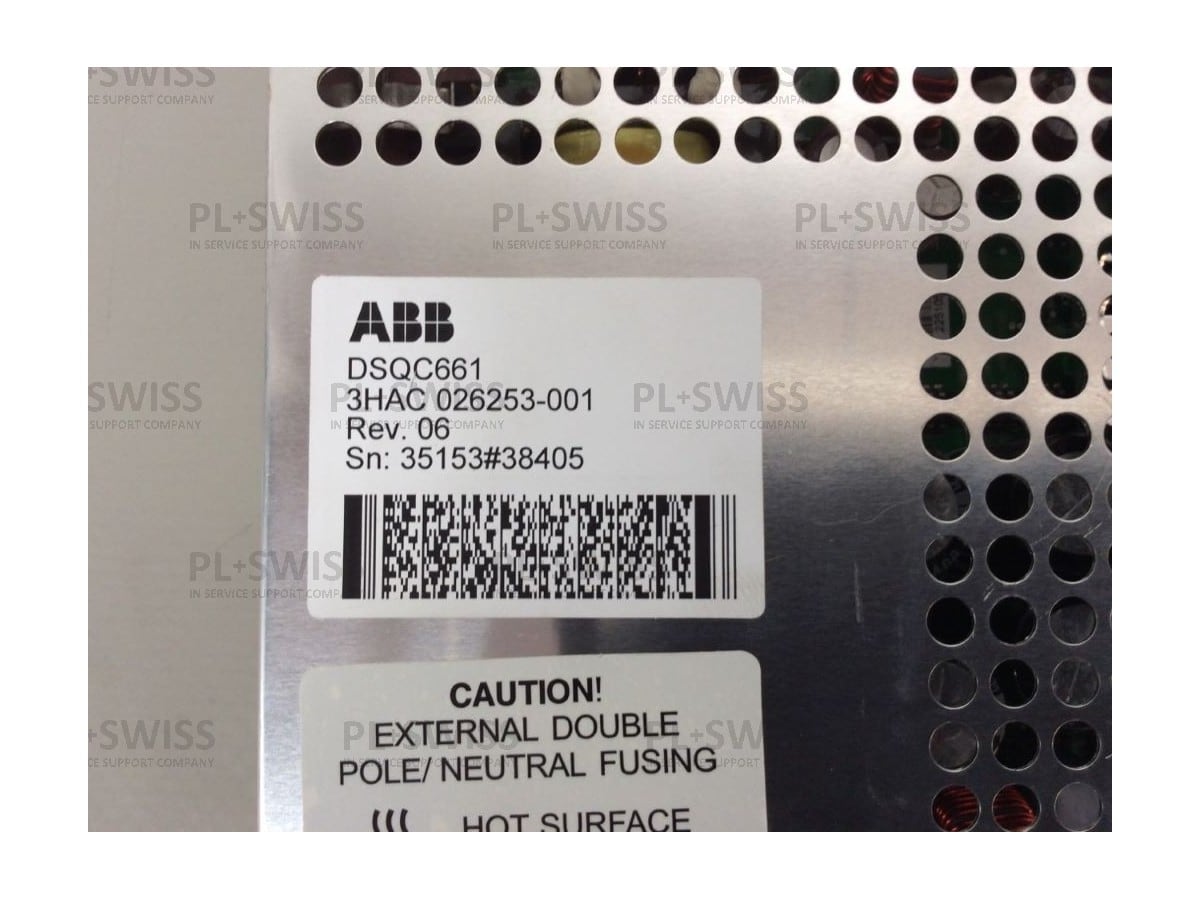 ABB
DSQC661
3HAC 026253-001
Rev. 06
Sn: 35153#38405
CAUTION!
EXTERNAL DOUBLE
POLE/ NEUTRAL FUSING
HOT SURFACE
PL+SWISS
IN SERVICE SUPPORT COMPANY